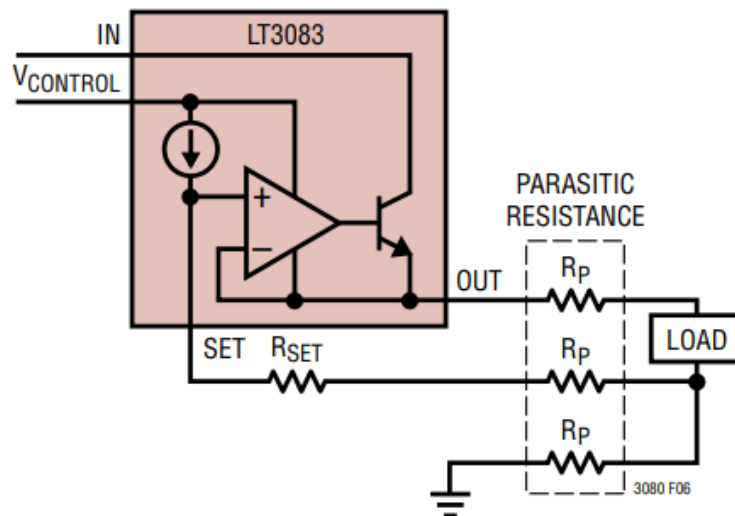 IN
LT3083
VCONTROL
+
−
PARASITIC
RESISTANCE
OUT
RP
LOAD
SET
RSET
RP
RP
3080 F06